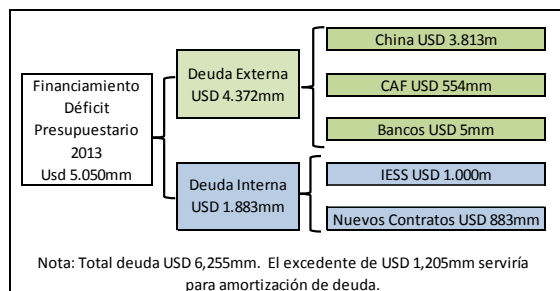 Financiamiento
Déficit
Presupuestario
2013
Usd 5.050mm
Deuda Externa
USD 4.372mm
China USD 3.813m
CAF USD 554mm
Bancos USD 5mm
Deuda Interna
USD 1.883mm
IESS USD 1.000m
Nuevos Contratos USD 883mm
Nota: Total deuda USD 6,255mm. El excedente de USD 1,205mm serviría
para amortización de deuda.